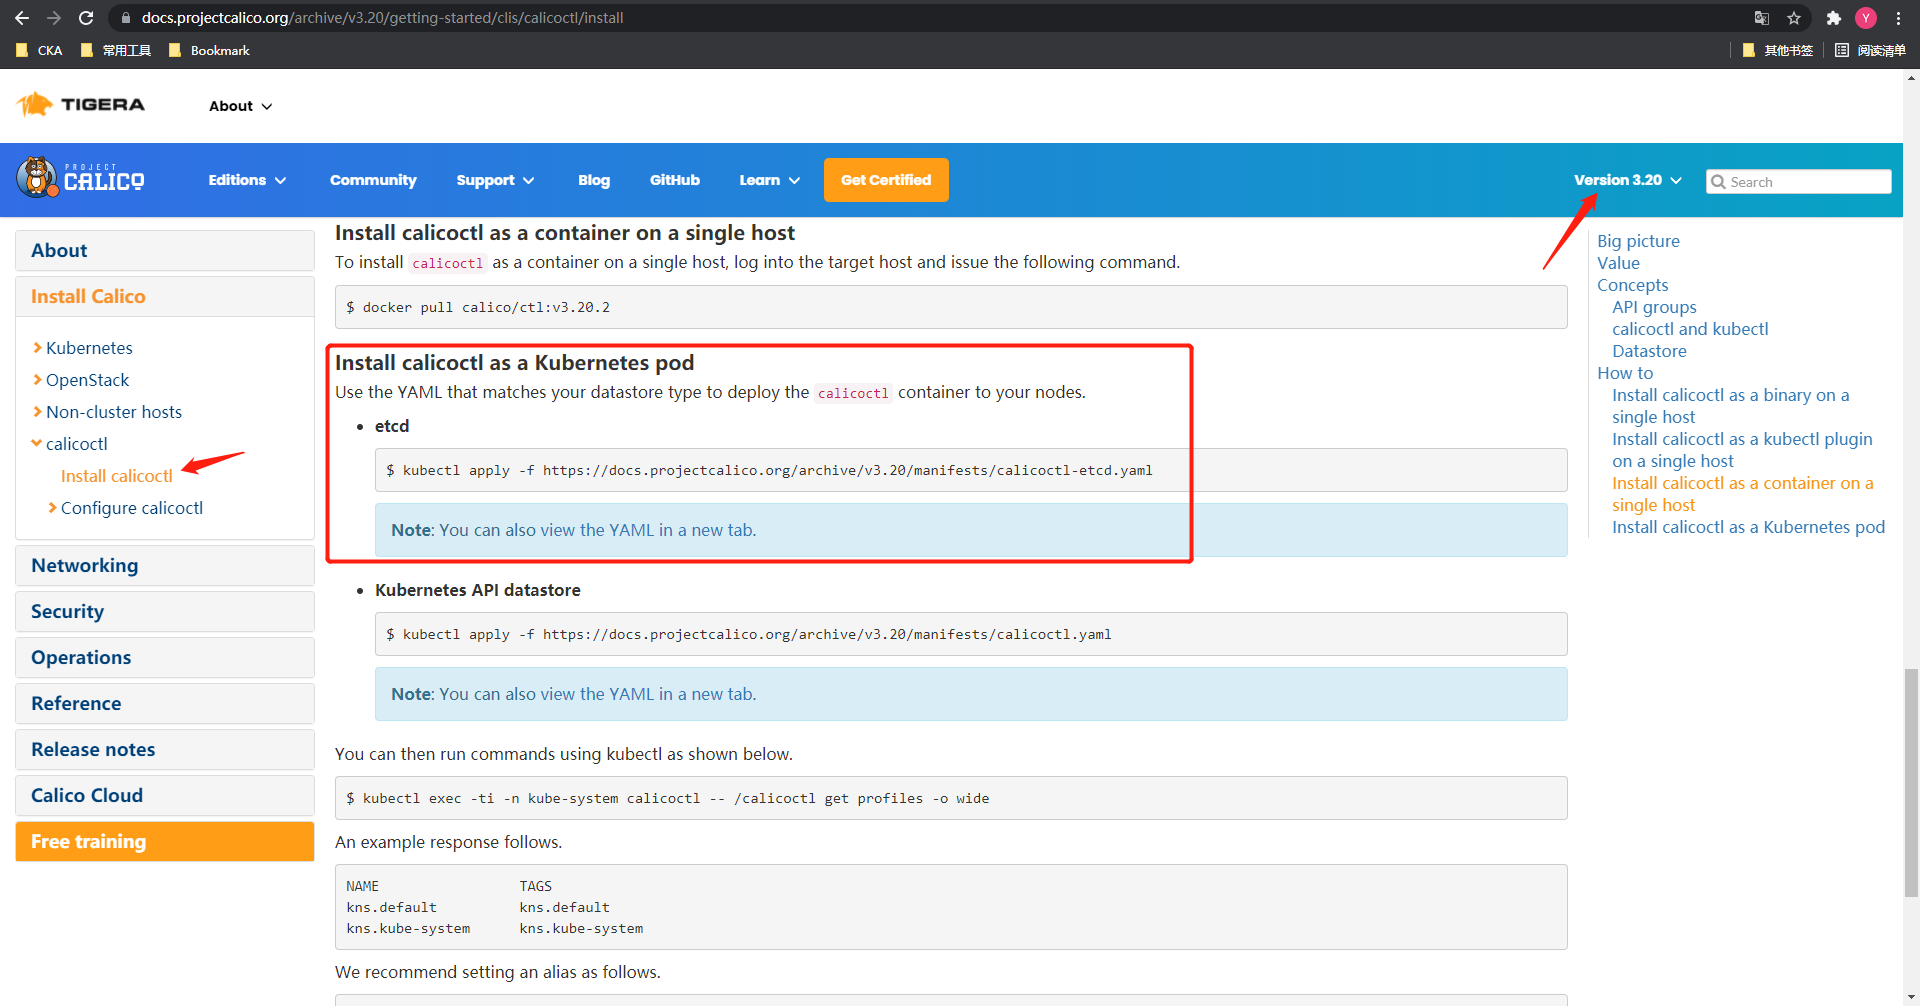 docs.projectcalico.org/archive/v3.20/getting-started/clis/calicoctl/install
Y
CKA
常用工具
Bookmark
其他书签
阅读清单
TIGERA
About
PROJECT
CALICO
Editions
Community
Support
Blog
GitHub
Learn
Get Certified
Version 3.20
Search
About
Install Calico
Kubernetes
OpenStack
Non-cluster hosts
calicoctl
Install calicoctl
Configure calicoctl
Networking
Security
Operations
Reference
Release notes
Calico Cloud
Free training
Install calicoctl as a container on a single host
To install calicoctl as a container on a single host, log into the target host and issue the following command.
$ docker pull calico/ctl:v3.20.2
Install calicoctl as a Kubernetes pod
Use the YAML that matches your datastore type to deploy the calicoctl container to your nodes.
• etcd
$ kubectl apply -f https://docs.projectcalico.org/archive/v3.20/manifests/calicoctl-etcd.yaml
Note: You can also view the YAML in a new tab.
• Kubernetes API datastore
$ kubectl apply -f https://docs.projectcalico.org/archive/v3.20/manifests/calicoctl.yaml
Note: You can also view the YAML in a new tab.
You can then run commands using kubectl as shown below.
$ kubectl exec -ti -n kube-system calicoctl -- /calicoctl get profiles -o wide
An example response follows.
NAME TAGS
kns.default kns.default
kns.kube-system kns.kube-system
We recommend setting an alias as follows.
Big picture
Value
Concepts
API groups
calicoctl and kubectl
Datastore
How to
Install calicoctl as a binary on a
single host
Install calicoctl as a kubectl plugin
on a single host
Install calicoctl as a container on a
single host
Install calicoctl as a Kubernetes pod